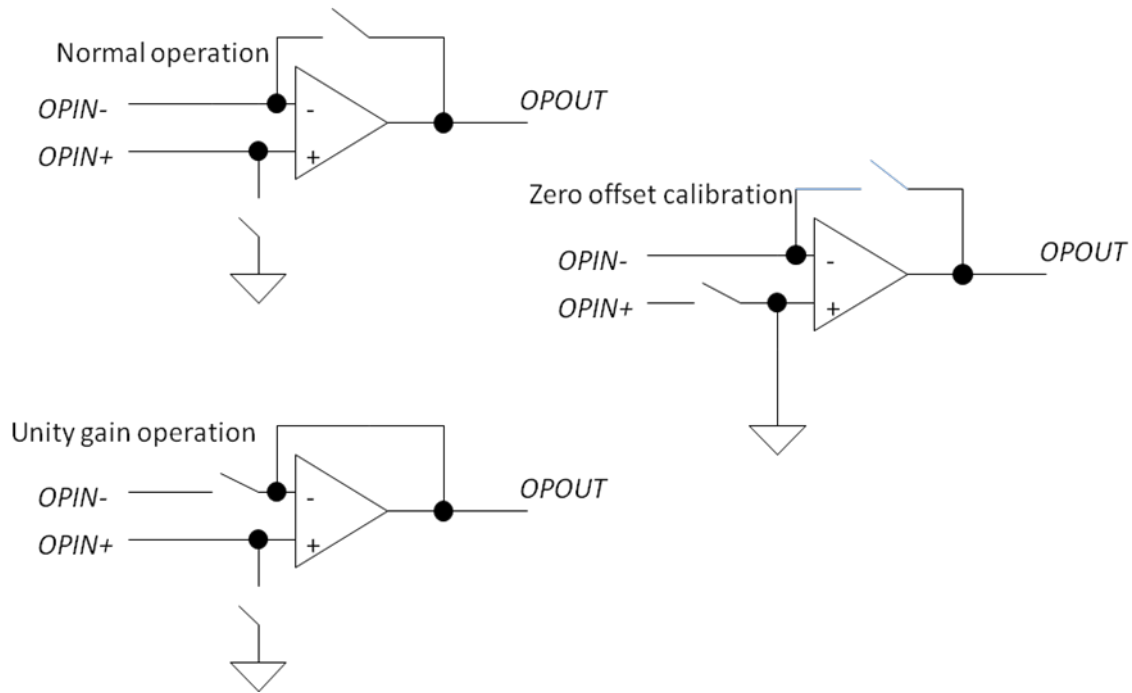 Normal operation
OPIN-
OPOUT
OPIN+
-
+
Zero offset calibration
OPIN-
OPOUT
OPIN+
-
+
Unity gain operation
OPIN-
OPOUT
OPIN+
-
+